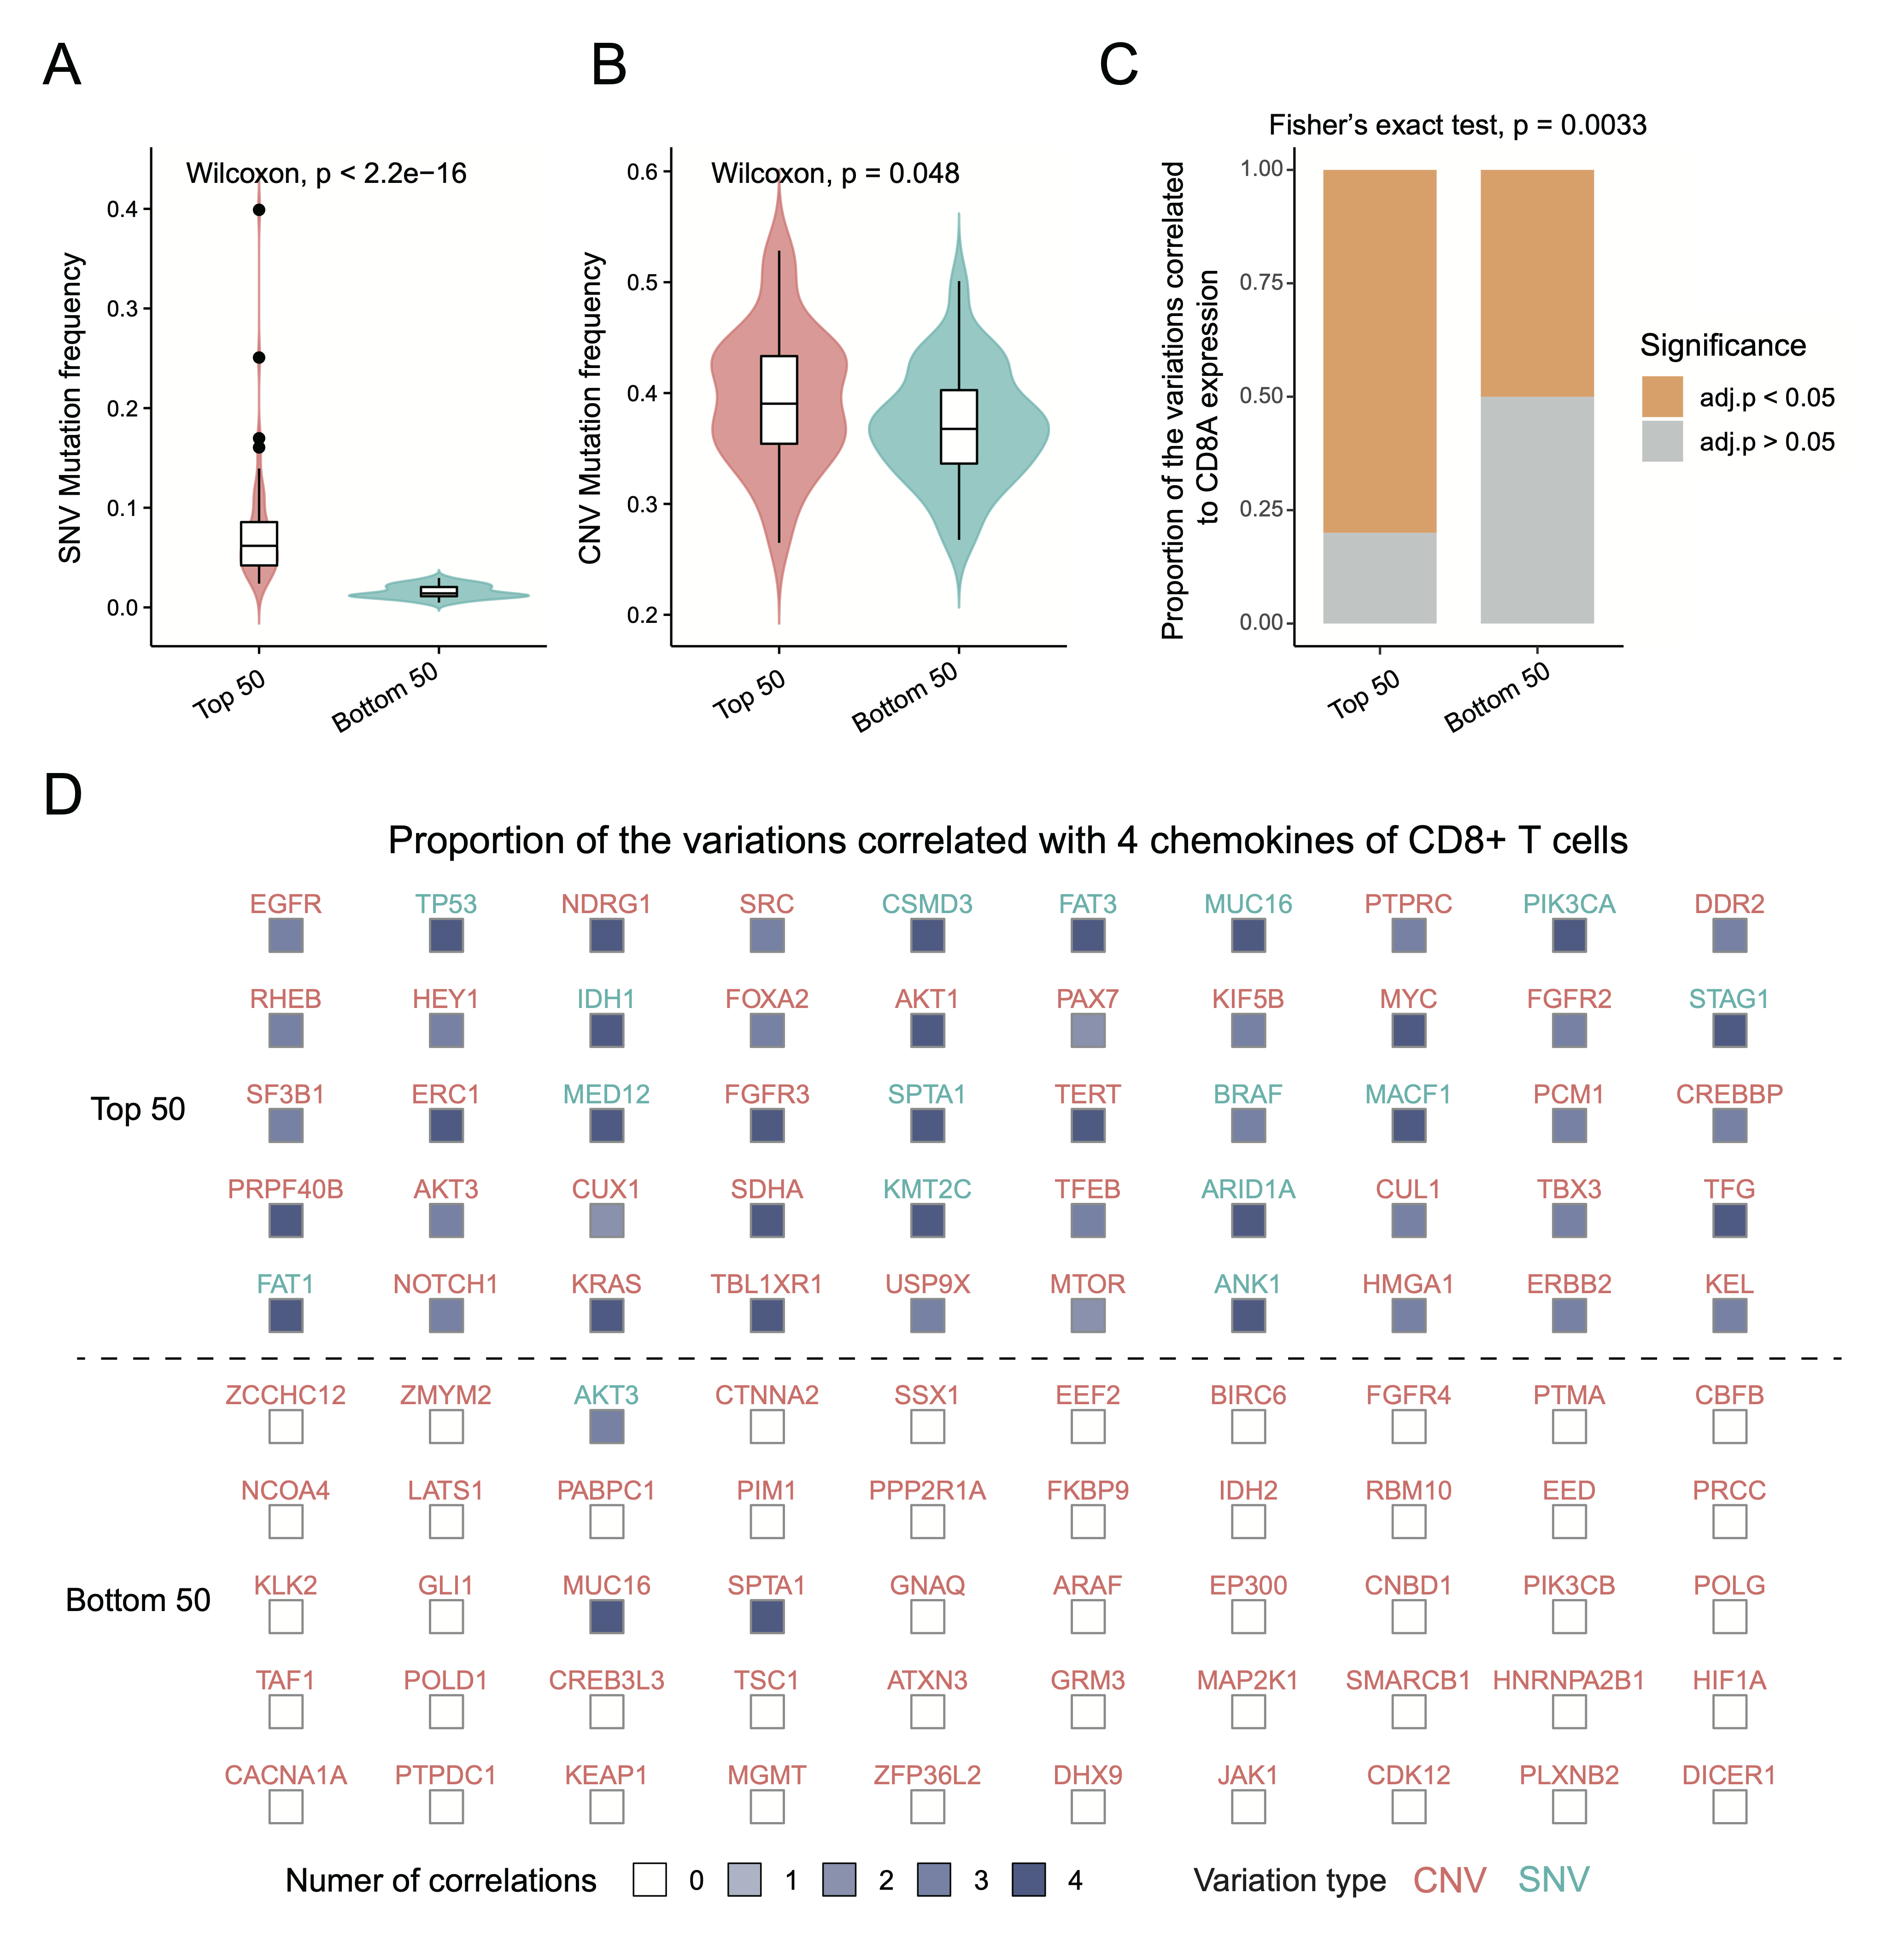 A
B
C
Wilcoxon, p < 2.2e−16
SNV Mutation frequency
0.4
0.3
0.2
0.1
0.0
Top 50
Bottom 50
Wilcoxon, p = 0.048
CNV Mutation frequency
0.6
0.5
0.4
0.3
0.2
Top 50
Bottom 50
Fisher's exact test, p = 0.0033
Proportion of the variations correlated
to CD8A expression
1.00
0.75
0.50
0.25
0.00
Top 50
Bottom 50
Significance
adj.p < 0.05
adj.p > 0.05
D
Proportion of the variations correlated with 4 chemokines of CD8+ T cells
EGFR TP53 NDRG1 SRC CSMD3 FAT3 MUC16 PTPRC PIK3CA DDR2
RHEB HEY1 IDH1 FOXA2 AKT1 PAX7 KIF5B MYC FGFR2 STAG1
Top 50
SF3B1 ERC1 MED12 FGFR3 SPTA1 TERT BRAF MACF1 PCM1 CREBBP
PRPF40B AKT3 CUX1 SDHA KMT2C TFEB ARID1A CUL1 TBX3 TFG
FAT1 NOTCH1 KRAS TBL1XR1 USP9X MTOR ANK1 HMGA1 ERBB2 KEL
ZCCHC12 ZMYM2 AKT3 CTNNA2 SSX1 EEF2 BIRC6 FGFR4 PTMA CBFB
NCOA4 LATS1 PABPC1 PIM1 PPP2R1A FKBP9 IDH2 RBM10 EED PRCC
Bottom 50
KLK2 GLI1 MUC16 SPTA1 GNAQ ARAF EP300 CNBD1 PIK3CB POLG
TAF1 POLD1 CREB3L3 TSC1 ATXN3 GRM3 MAP2K1 SMARCB1 HNRNPA2B1 HIF1A
CACNA1A PTPDC1 KEAP1 MGMT ZFP36L2 DHX9 JAK1 CDK12 PLXNB2 DICER1
Numer of correlations 0 1 2 3 4
Variation type CNV SNV